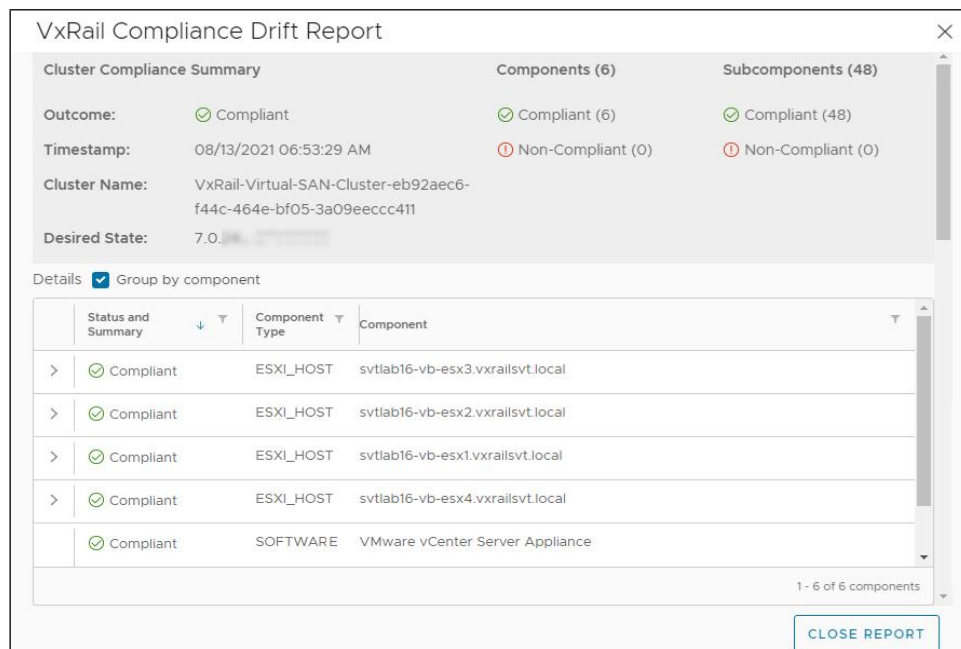 VxRail Compliance Drift Report
Cluster Compliance Summary Components (6) Subcomponents (48)
Outcome: Compliant Compliant (6) Compliant (48)
Timestamp: 08/13/2021 06:53:29 AM Non-Compliant (0) Non-Compliant (0)
Cluster Name: VxRail-Virtual-SAN-Cluster-eb92aec6-
f44c-464e-bf05-3a09eeccc411
Desired State: 7.0.
Details Group by component
Status and
Summary
Component
Type
Component
Compliant ESXI_HOST svtlab16-vb-esx3.vxrailsvt.local
Compliant ESXI_HOST svtlab16-vb-esx2.vxrailsvt.local
Compliant ESXI_HOST svtlab16-vb-esx1.vxrailsvt.local
Compliant ESXI_HOST svtlab16-vb-esx4.vxrailsvt.local
Compliant SOFTWARE VMware vCenter Server Appliance
1 - 6 of 6 components
CLOSE REPORT